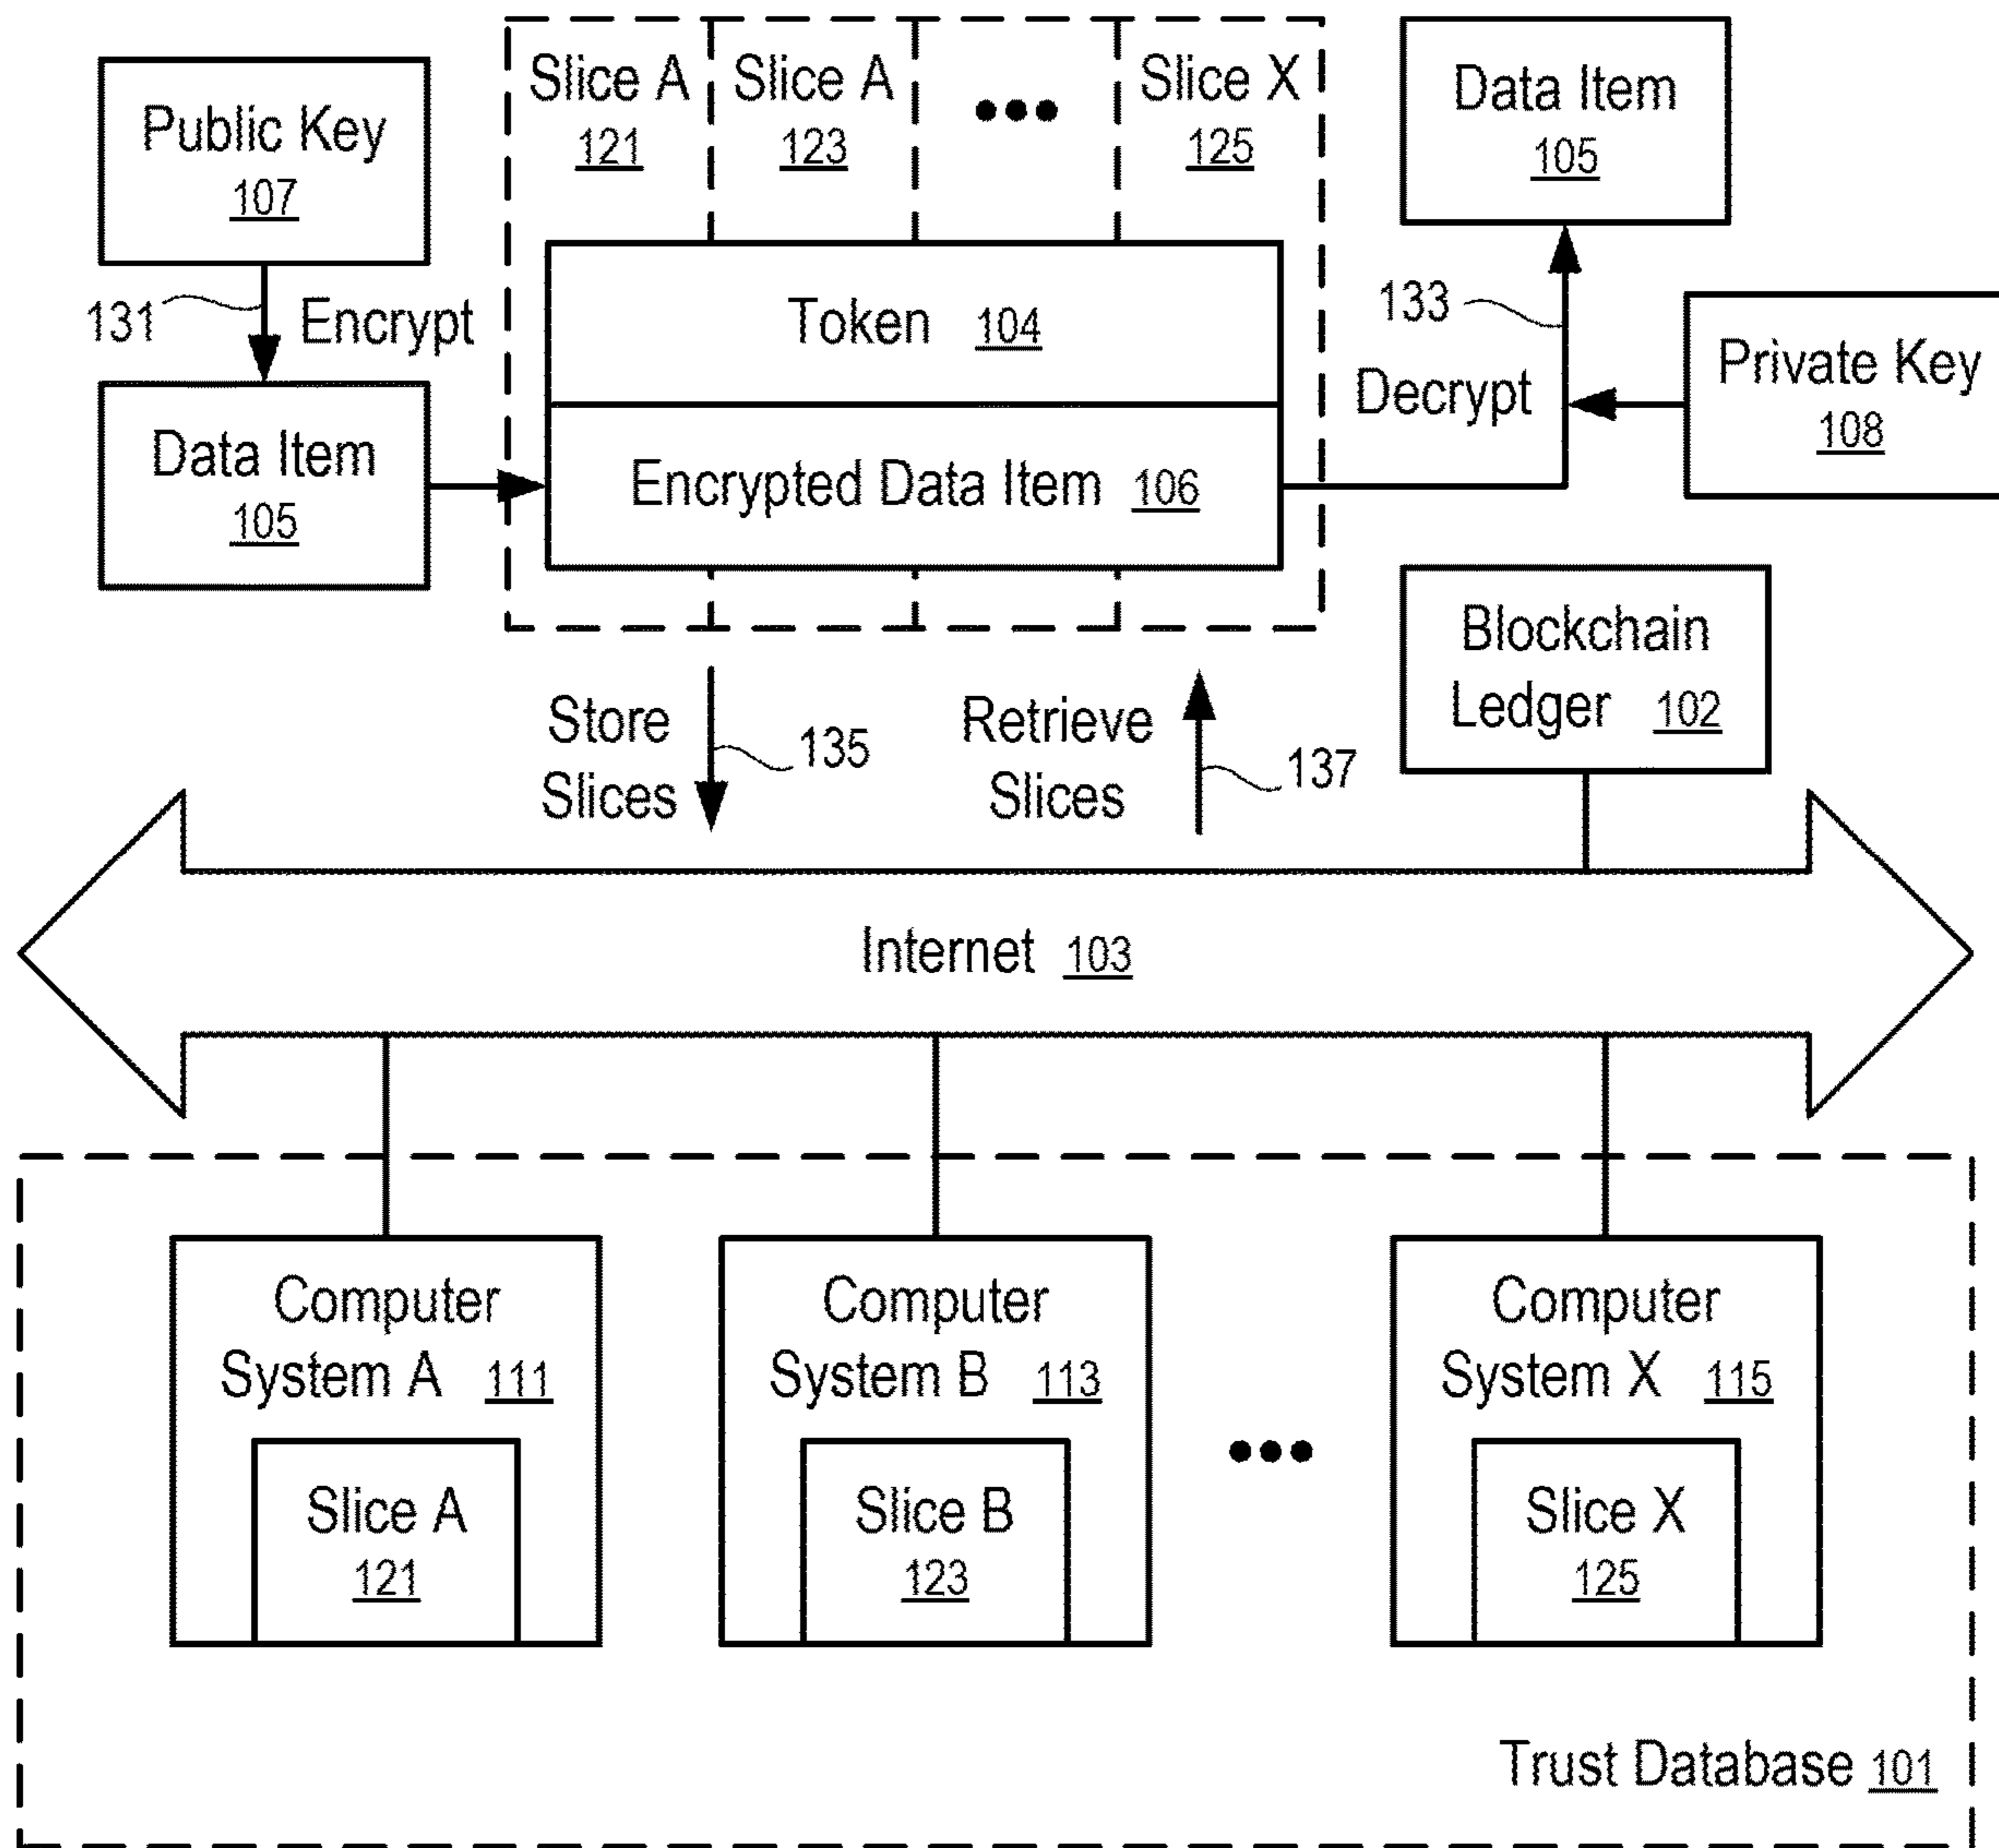 Public Key
107
131
Encrypt
Data Item
105
Slice A
121
Slice A
123
•••
Slice X
125
Token 104
Encrypted Data Item 106
Data Item
105
133
Decrypt
Private Key
108
Store
Slices
135
Retrieve
Slices
137
Blockchain
Ledger 102
Internet 103
Computer
System A 111
Slice A
121
Computer
System B 113
Slice B
123
•••
Computer
System X 115
Slice X
125
Trust Database 101